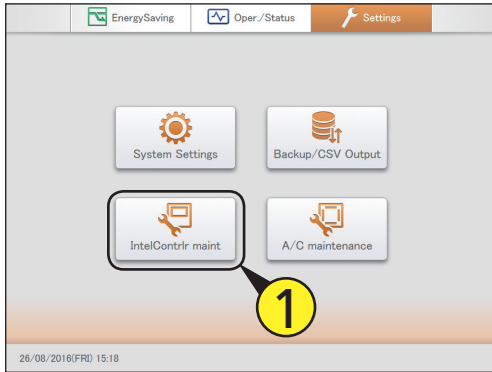 EnergySaving Oper./Status Settings
System Settings Backup/CSV Output
IntelContrlr maint A/C maintenance
1
26/08/2016(FRI) 15:18